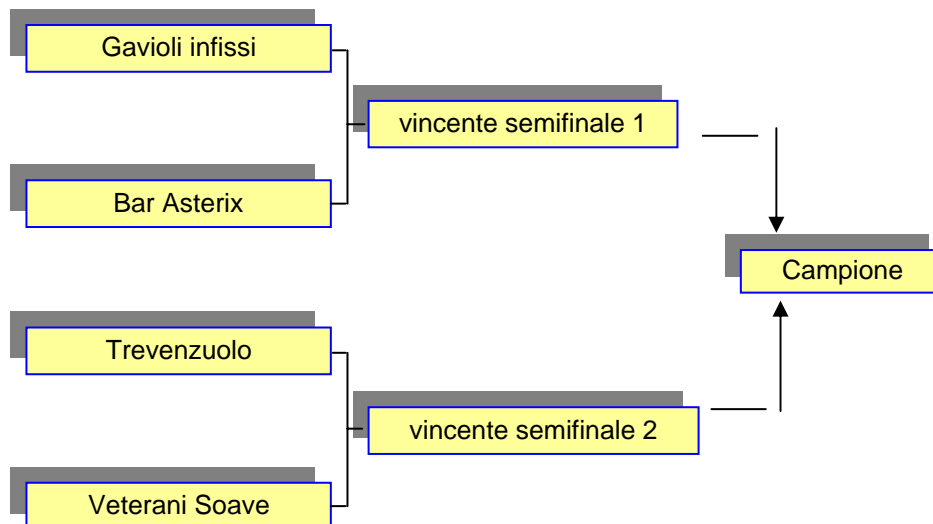 Gavioli infissi
vincente semifinale 1
Bar Asterix
Campione
Trevenzuolo
vincente semifinale 2
Veterani Soave